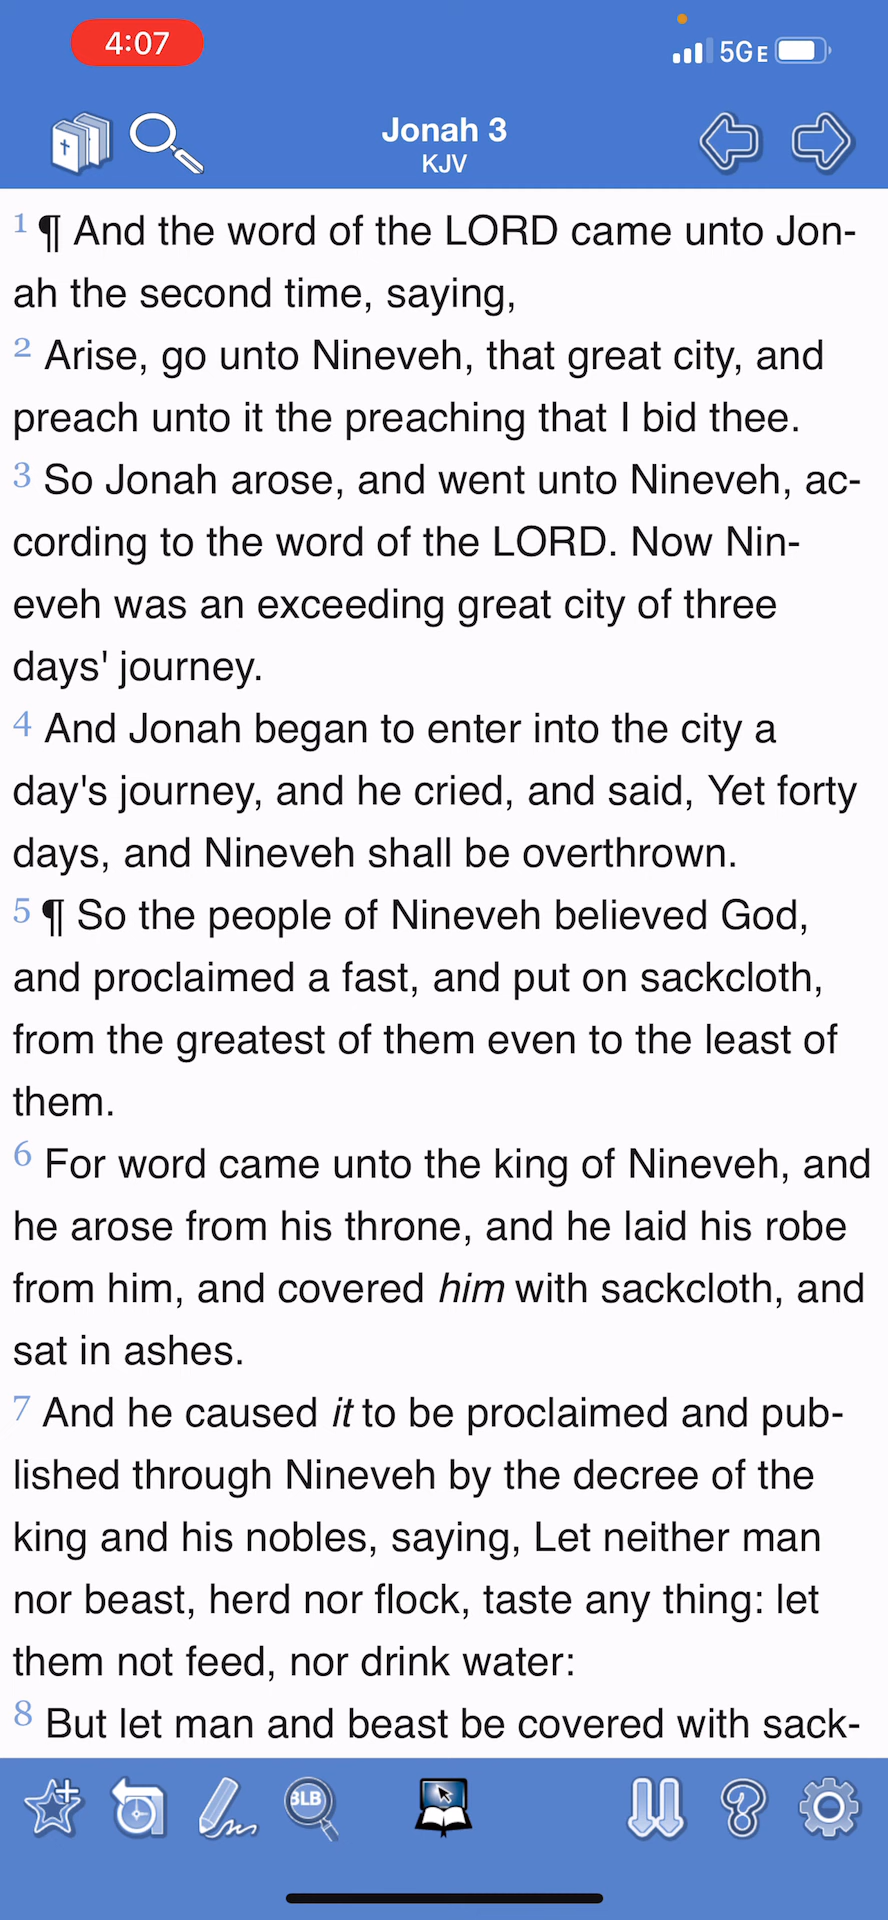 4:07 5GE
Jonah 3
KJV
1 ¶ And the word of the LORD came unto Jon-
ah the second time, saying,
2 Arise, go unto Nineveh, that great city, and
preach unto it the preaching that I bid thee.
3 So Jonah arose, and went unto Nineveh, ac-
cording to the word of the LORD. Now Nin-
eveh was an exceeding great city of three
days' journey.
4 And Jonah began to enter into the city a
day's journey, and he cried, and said, Yet forty
days, and Nineveh shall be overthrown.
5 ¶ So the people of Nineveh believed God,
and proclaimed a fast, and put on sackcloth,
from the greatest of them even to the least of
them.
6 For word came unto the king of Nineveh, and
he arose from his throne, and he laid his robe
from him, and covered him with sackcloth, and
sat in ashes.
7 And he caused it to be proclaimed and pub-
lished through Nineveh by the decree of the
king and his nobles, saying, Let neither man
nor beast, herd nor flock, taste any thing: let
them not feed, nor drink water:
8 But let man and beast be covered with sack-
BLB